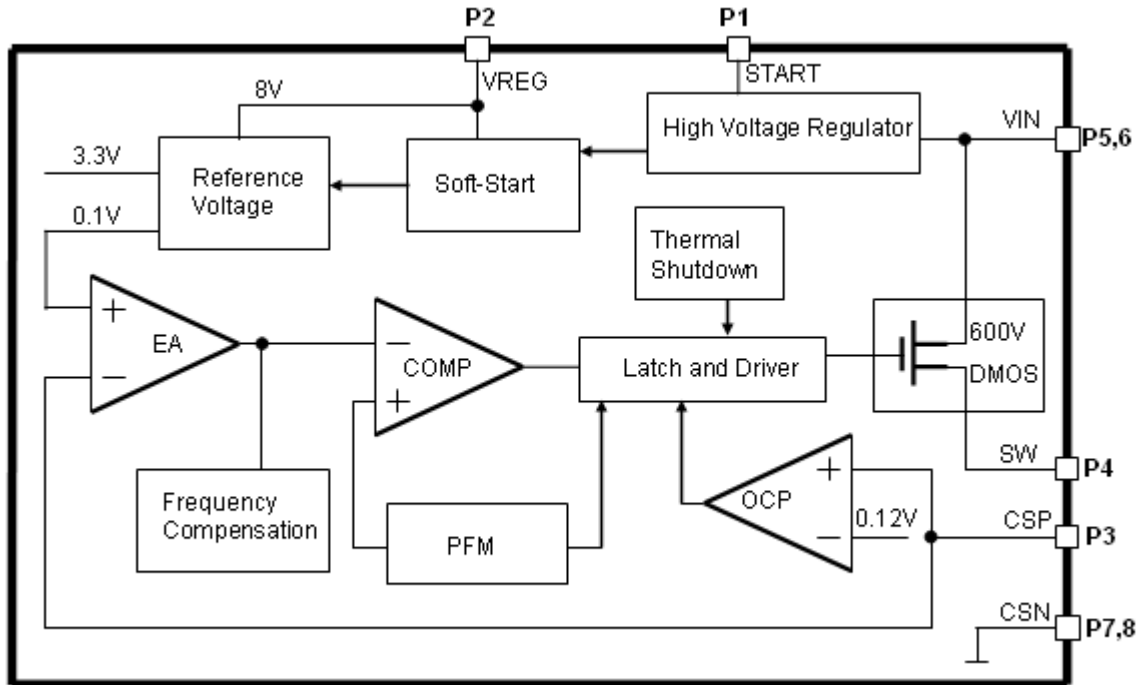 P2
P1
START
VREG
8V
High Voltage Regulator
VIN
P5,6
3.3V
Reference
Voltage
Soft-Start
0.1V
Thermal
Shutdown
+
EA
−
−
COMP
+
Latch and Driver
600V
DMOS
SW
P4
Frequency
Compensation
PFM
+
OCP
0.12V
−
CSP
P3
CSN
P7,8